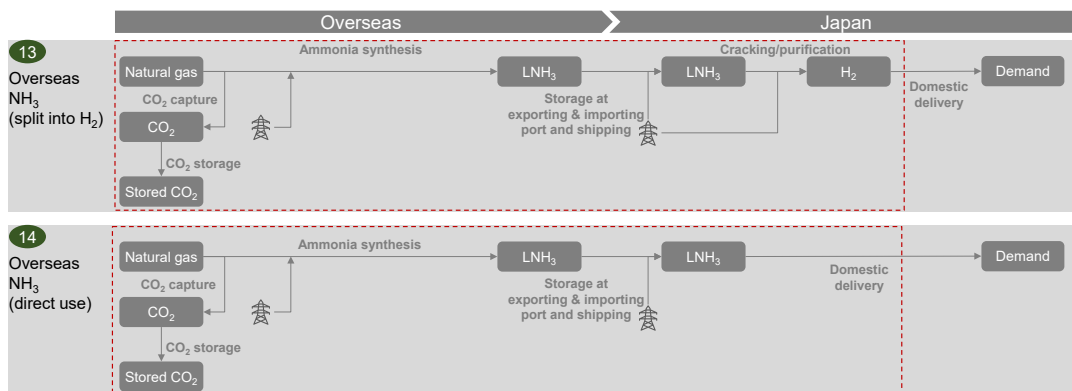 Overseas
Japan
13
Overseas
NH₃
(split into H₂)
Ammonia synthesis
Cracking/purification
Natural gas
LNH₃
LNH₃
H₂
Demand
CO₂ capture
Storage at
exporting & importing
port and shipping
Domestic
delivery
CO₂
CO₂ storage
Stored CO₂
14
Overseas
NH₃
(direct use)
Ammonia synthesis
Natural gas
LNH₃
LNH₃
Demand
CO₂ capture
Storage at
exporting & importing
port and shipping
Domestic
delivery
CO₂
CO₂ storage
Stored CO₂